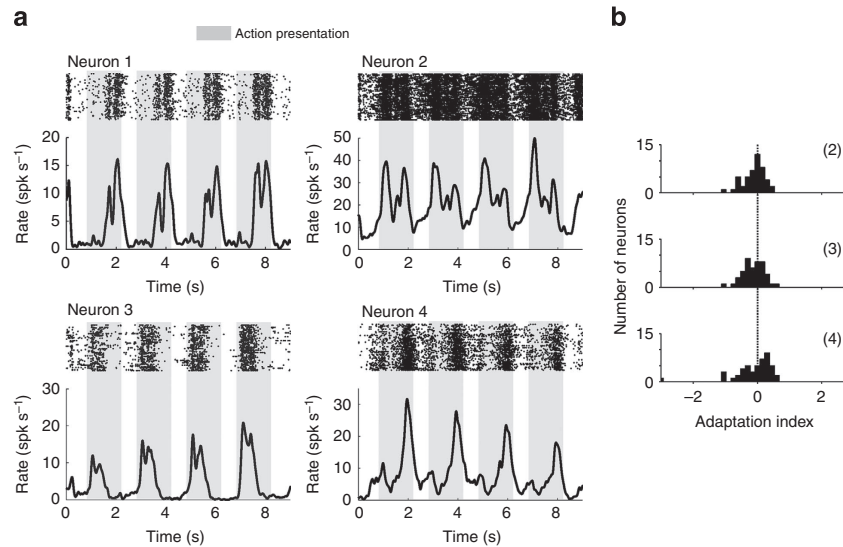 a
b
Action presentation
Neuron 1
Neuron 2
20
15
10
5
0
Rate (spk s⁻¹)
0 2 4 6 8
Time (s)
50
40
30
20
10
0
Rate (spk s⁻¹)
0 2 4 6 8
Time (s)
Neuron 3
Neuron 4
30
20
10
0
Rate (spk s⁻¹)
0 2 4 6 8
Time (s)
30
20
10
0
Rate (spk s⁻¹)
0 2 4 6 8
Time (s)
15
0
(2)
15
0
(3)
15
0
(4)
Number of neurons
−2 0 2
Adaptation index